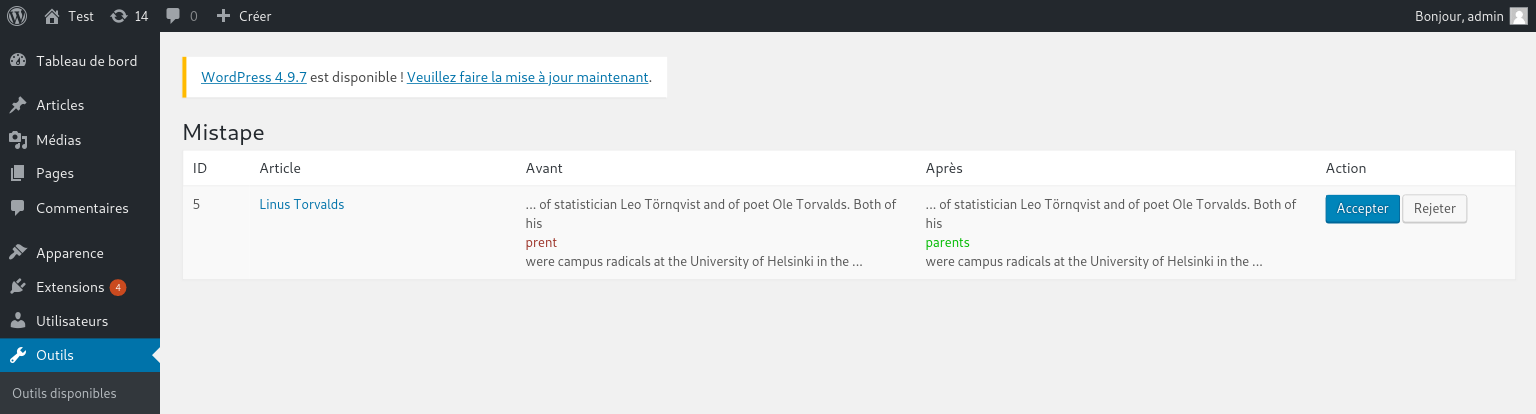 Test 14 0 Créer Bonjour, admin
Tableau de bord
Articles
Médias
Pages
Commentaires
Apparence
Extensions 4
Utilisateurs
Outils
Outils disponibles
WordPress 4.9.7 est disponible ! Veuillez faire la mise à jour maintenant.
Mistape
ID Article Avant Après Action
5 Linus Torvalds
... of statistician Leo Törnqvist and of poet Ole Torvalds. Both of
his
prent
were campus radicals at the University of Helsinki in the ...
... of statistician Leo Törnqvist and of poet Ole Torvalds. Both of
his
parents
were campus radicals at the University of Helsinki in the ...
Accepter Rejeter